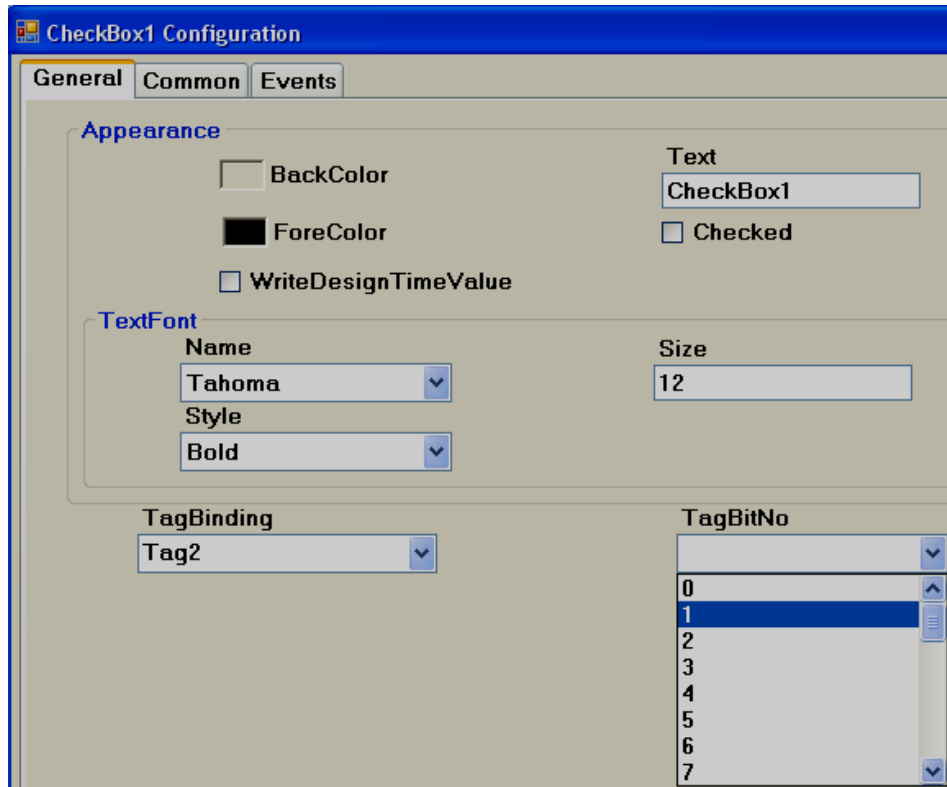 CheckBox1 Configuration
General Common Events
Appearance
BackColor
Text
CheckBox1
ForeColor
Checked
WriteDesignTimeValue
TextFont
Name
Size
Tahoma
12
Style
Bold
TagBinding
TagBitNo
Tag2
0
1
2
3
4
5
6
7